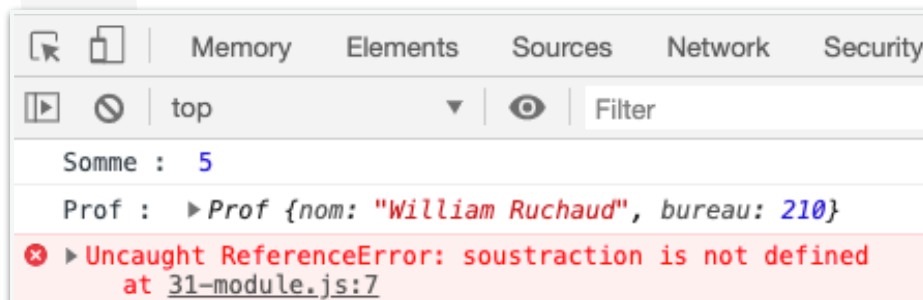 Memory Elements Sources Network Security
top Filter
Somme : 5
Prof : Prof {nom: "William Ruchaud", bureau: 210}
Uncaught ReferenceError: soustraction is not defined
at 31-module.js:7